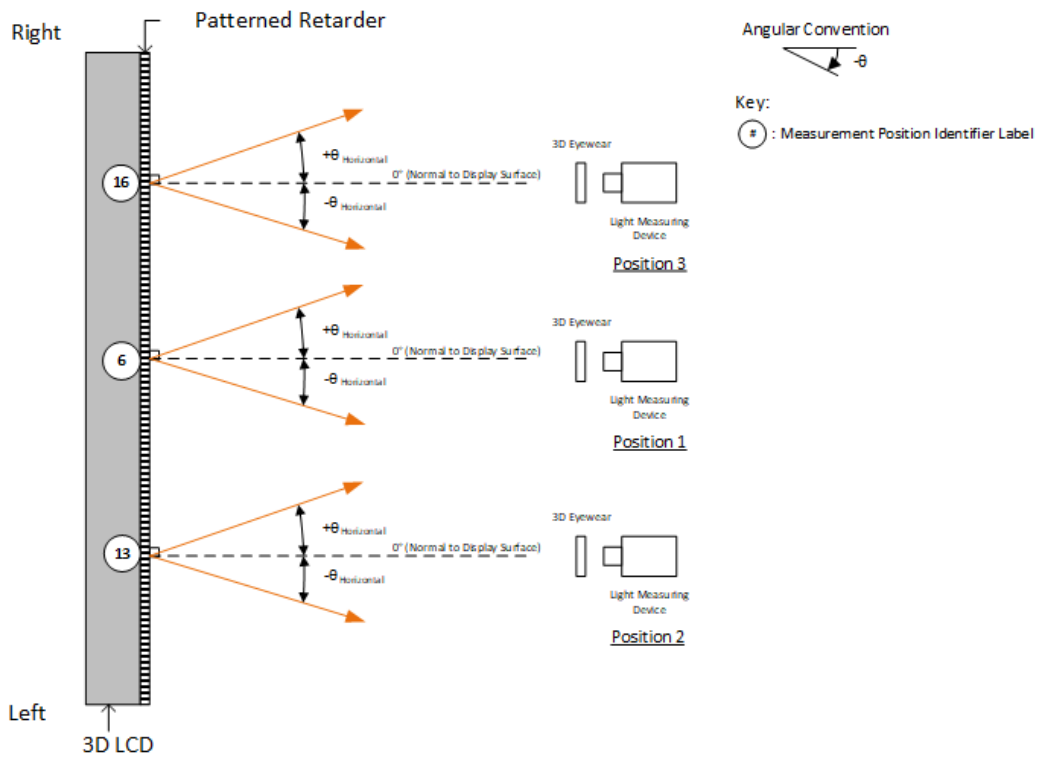 Right
Patterned Retarder
Angular Convention
-θ
Key:
# : Measurement Position Identifier Label
16
+θ Horizontal
0° (Normal to Display Surface)
-θ Horizontal
3D Eyewear
Light Measuring
Device
Position 3
6
+θ Horizontal
0° (Normal to Display Surface)
-θ Horizontal
3D Eyewear
Light Measuring
Device
Position 1
13
+θ Horizontal
0° (Normal to Display Surface)
-θ Horizontal
3D Eyewear
Light Measuring
Device
Position 2
Left
3D LCD